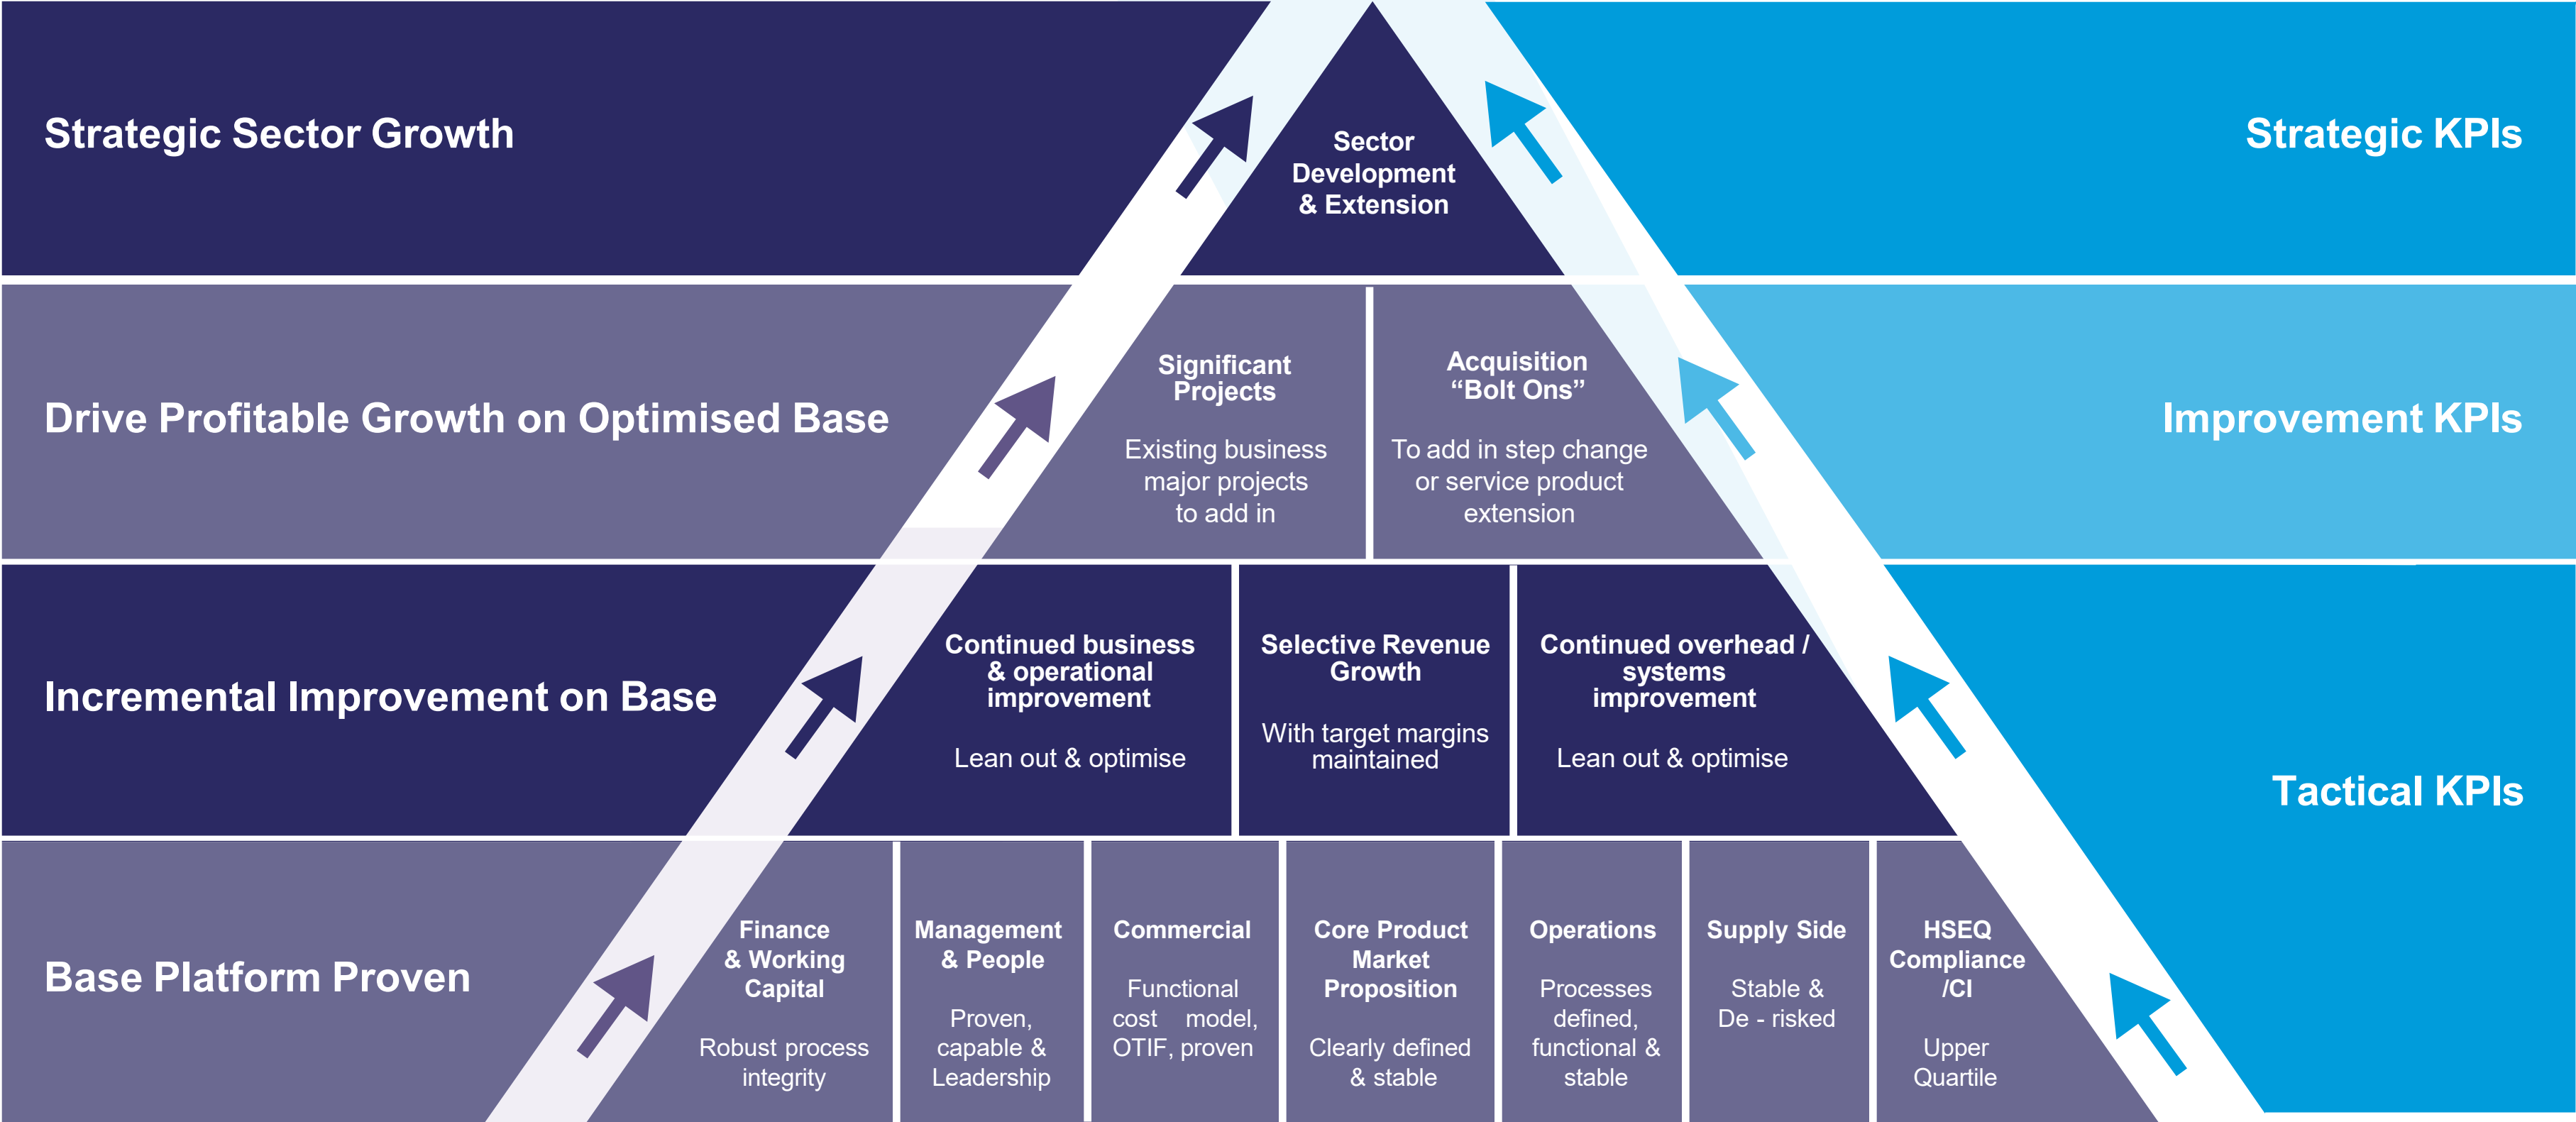 Strategic Sector Growth
Sector
Development
& Extension
Strategic KPIs
Drive Profitable Growth on Optimised Base
Significant
Projects
Existing business
major projects
to add in
Acquisition
“Bolt Ons”
To add in step change
or service product
extension
Improvement KPIs
Incremental Improvement on Base
Continued business
& operational
improvement
Lean out & optimise
Selective Revenue
Growth
With target margins
maintained
Continued overhead /
systems
improvement
Lean out & optimise
Tactical KPIs
Base Platform Proven
Finance
& Working
Capital
Robust process
integrity
Management
& People
Proven,
capable &
Leadership
Commercial
Functional
cost model,
OTIF, proven
Core Product
Market
Proposition
Clearly defined
& stable
Operations
Processes
defined,
functional &
stable
Supply Side
Stable &
De - risked
HSEQ
Compliance
/CI
Upper
Quartile